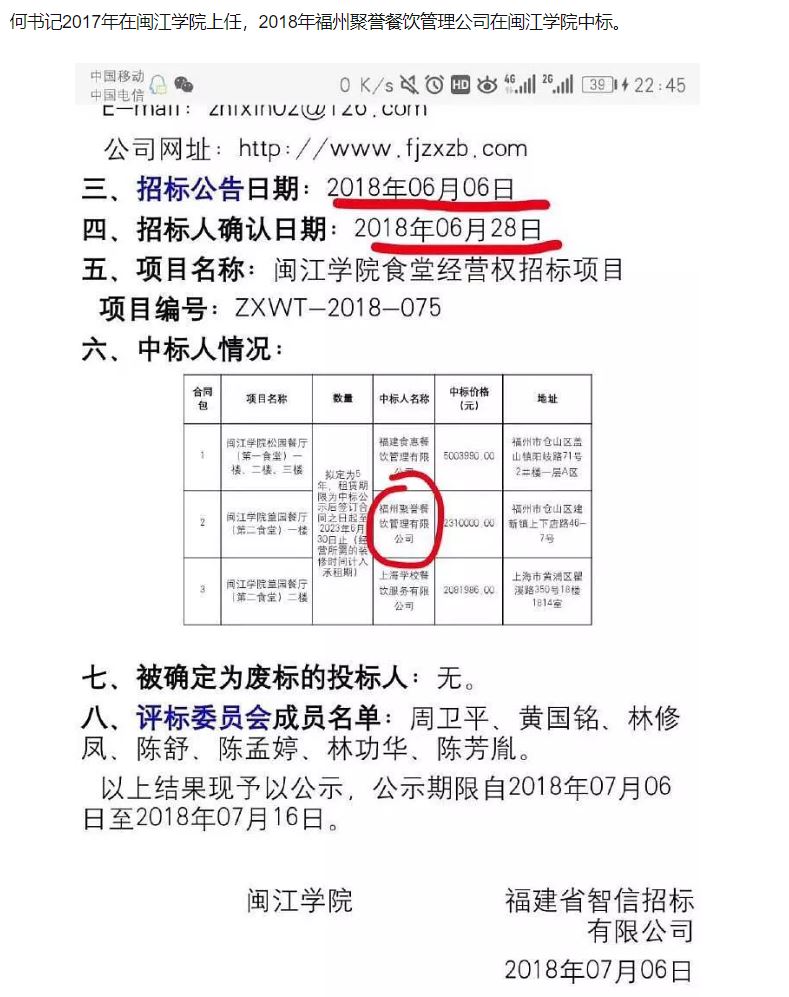 何书记2017年在闽江学院上任，2018年福州聚誉餐饮管理公司在闽江学院中标。
中国移动
中国电信
0 K/s HD 4G 2G 39 22:45
E-mail: zhixin02@126.com
公司网址: http://www.fjzxzb.com
三、招标公告日期: 2018年06月06日
四、招标人确认日期: 2018年06月28日
五、项目名称: 闽江学院食堂经营权招标项目
项目编号: ZXWT-2018-075
六、中标人情况:
合同包 项目名称 数量 中标人名称 中标价格(元) 地址
1 闽江学院松园餐厅(第一食堂)一楼、二楼、三楼 福建食惠餐饮管理有限公司 5003990.00 福州市仓山区盖山镇阳岐路71号2#楼一层A区
拟定为5年, 租赁期限为中标公示后签订合同之日起至2023年6月30日止(经营所需的装修时间计入承租期)
2 闽江学院益园餐厅(第二食堂)一楼 福州聚誉餐饮管理有限公司 2310000.00 福州市仓山区建新镇上下店路46-7号
3 闽江学院益园餐厅(第二食堂)二楼 上海学校餐饮服务有限公司 2081986.00 上海市黄浦区瞿溪路350号18楼1814室
七、被确定为废标的投标人: 无。
八、评标委员会成员名单: 周卫平、黄国铭、林修
凤、陈舒、陈孟婷、林功华、陈芳胤。
以上结果现予以公示, 公示期限自2018年07月06
日至2018年07月16日。
闽江学院 福建省智信招标
有限公司
2018年07月06日